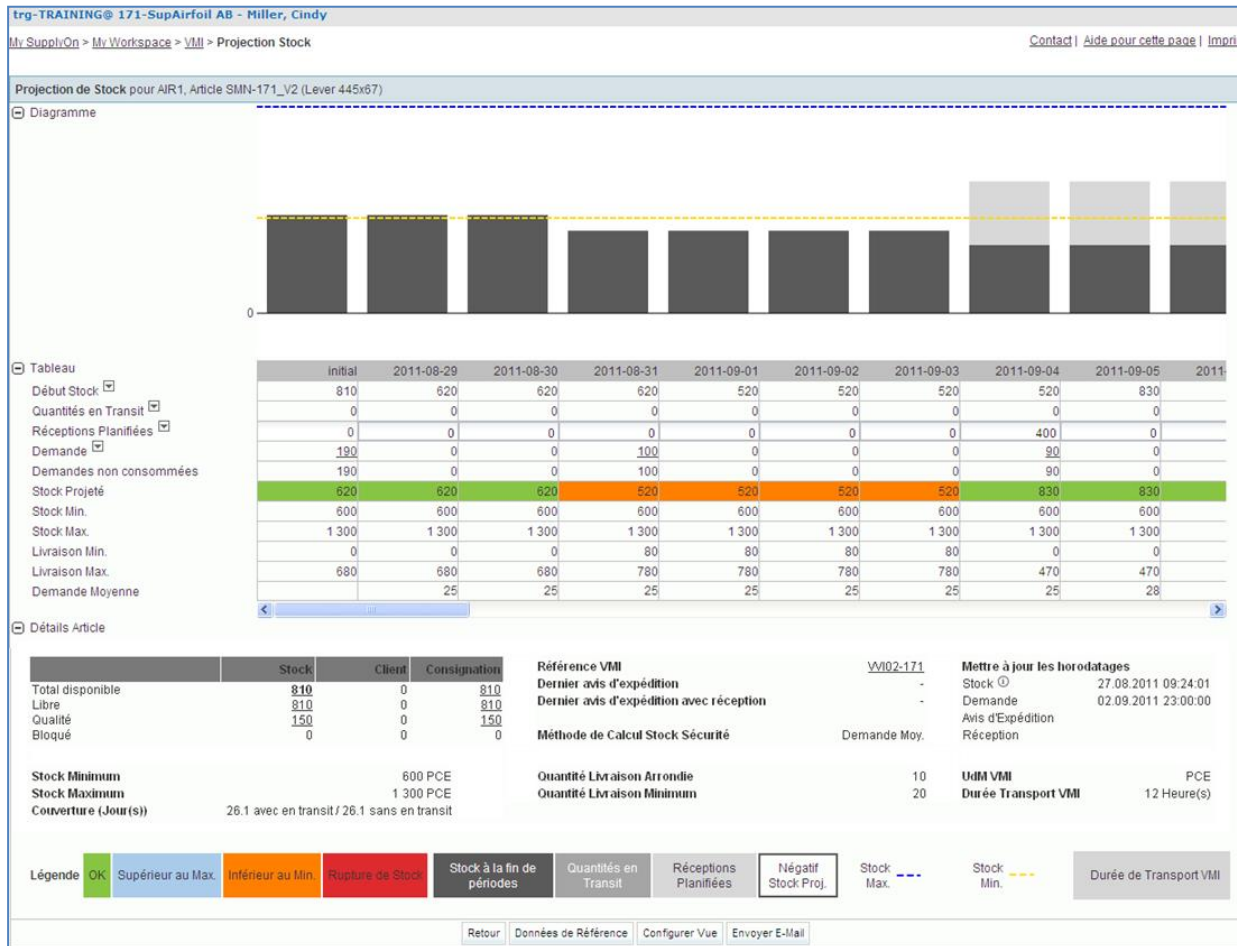 trg-TRAINING@ 171-SupAirfoil AB - Miller, Cindy
My SupplyOn > My Workspace > VMI > Projection Stock
Contact | Aide pour cette page | Impri
Projection de Stock pour AIR1, Article SMN-171_V2 (Lever 445x67)
Diagramme
0
Tableau initial 2011-08-29 2011-08-30 2011-08-31 2011-09-01 2011-09-02 2011-09-03 2011-09-04 2011-09-05 2011-
Début Stock 810 620 620 620 520 520 520 520 830
Quantités en Transit 0 0 0 0 0 0 0 0 0
Réceptions Planifiées 0 0 0 0 0 0 0 400 0
Demande 190 0 0 100 0 0 0 90 0
Demandes non consommées 190 0 0 100 0 0 0 90 0
Stock Projeté 620 620 620 520 520 520 520 830 830
Stock Min. 600 600 600 600 600 600 600 600 600
Stock Max. 1 300 1 300 1 300 1 300 1 300 1 300 1 300 1 300 1 300
Livraison Min. 0 0 0 80 80 80 80 0 0
Livraison Max. 680 680 680 780 780 780 780 470 470
Demande Moyenne 25 25 25 25 25 25 25 28
Détails Article
Stock Client Consignation
Total disponible 810 0 810
Libre 810 0 810
Qualité 150 0 150
Bloqué 0 0 0
Référence VMI VVI02-171
Dernier avis d'expédition -
Dernier avis d'expédition avec réception -
Méthode de Calcul Stock Sécurité Demande Moy.
Mettre à jour les horodatages
Stock 27.08.2011 09:24:01
Demande 02.09.2011 23:00:00
Avis d'Expédition
Réception
Stock Minimum 600 PCE
Stock Maximum 1 300 PCE
Couverture (Jour(s)) 26.1 avec en transit / 26.1 sans en transit
Quantité Livraison Arrondie 10
Quantité Livraison Minimum 20
UdM VMI PCE
Durée Transport VMI 12 Heure(s)
Légende OK Supérieur au Max. Inférieur au Min. Rupture de Stock
Stock à la fin de
périodes
Quantités en
Transit
Réceptions
Planifiées
Négatif
Stock Proj.
Stock
Max.
Stock
Min.
Durée de Transport VMI
Retour Données de Référence Configurer Vue Envoyer E-Mail